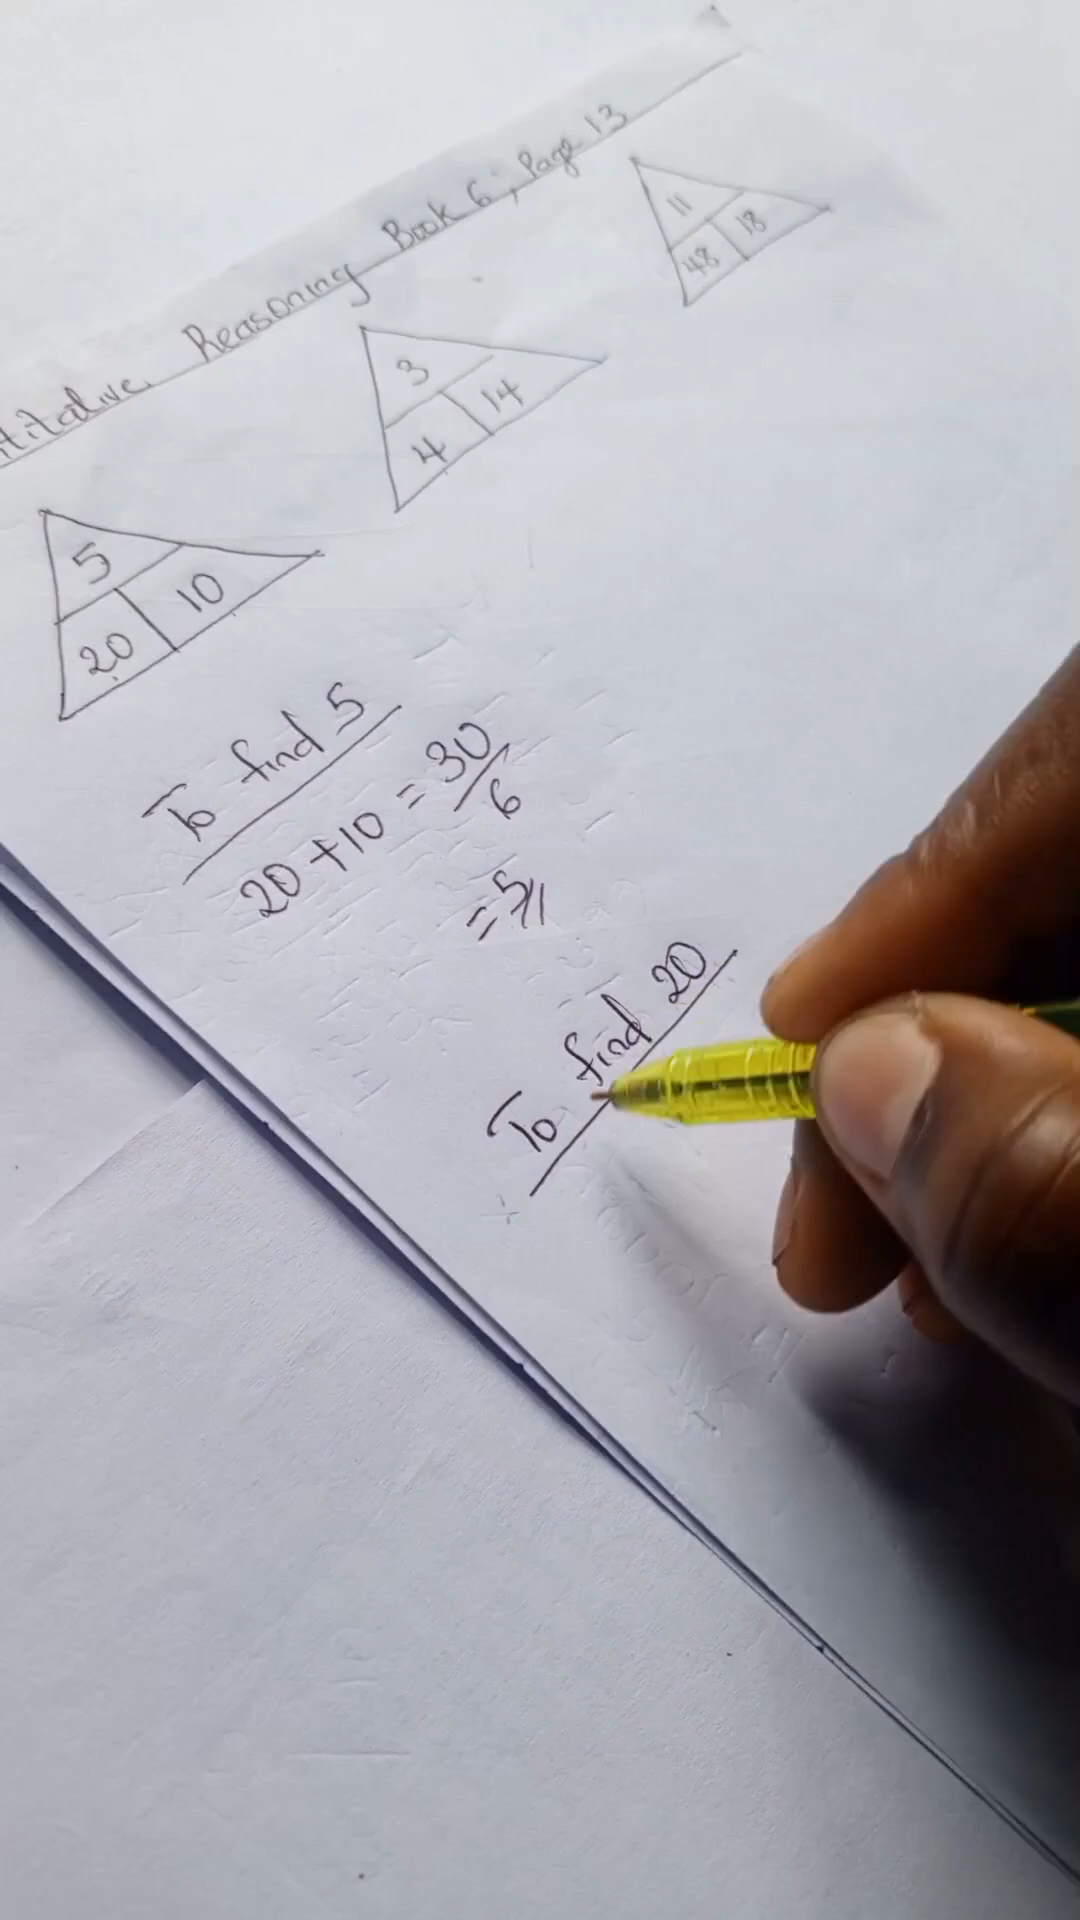 Reasoning Book 6; Page 13
5
20 10
3
4 14
11
48 18
To find 5
20 + 10 = 30/6
= 5
To find 20